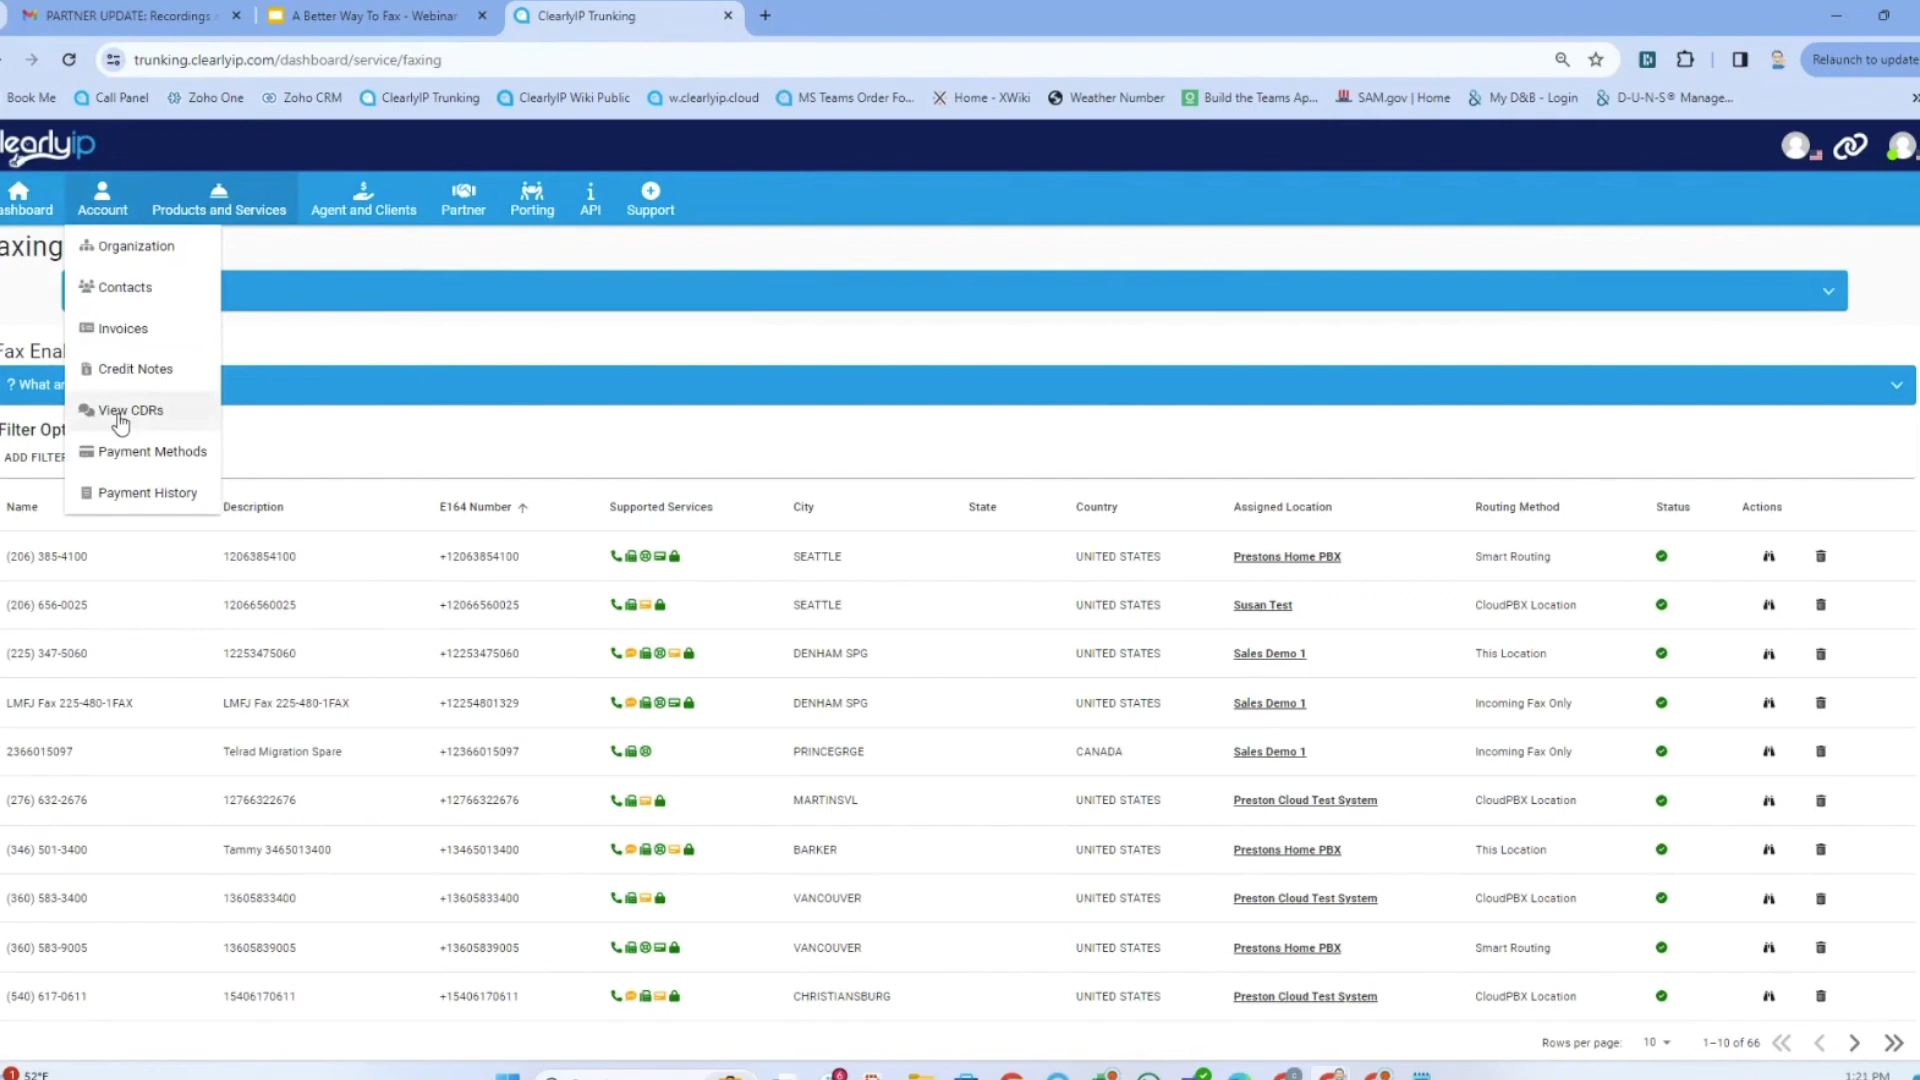 PARTNER UPDATE: Recordings A Better Way To Fax - Webinar ClearlyIP Trunking
trunking.clearlyip.com/dashboard/service/faxing Relaunch to update
Book Me Call Panel Zoho One Zoho CRM ClearlyIP Trunking ClearlyIP Wiki Public w.clearlyip.cloud MS Teams Order Fo... Home - XWiki Weather Number Build the Teams Ap... SAM.gov | Home My D&B - Login D-U-N-S® Manage...
learlyip
ashboard Account Products and Services Agent and Clients Partner Porting API Support
axing
Organization
Contacts
Invoices
Fax Enal
Credit Notes
? What ar
View CDRs
Filter Opt
Payment Methods
ADD FILTER
Payment History
Name Description E164 Number Supported Services City State Country Assigned Location Routing Method Status Actions
(206) 385-4100 12063854100 +12063854100 SEATTLE UNITED STATES Prestons Home PBX Smart Routing
(206) 656-0025 12066560025 +12066560025 SEATTLE UNITED STATES Susan Test CloudPBX Location
(225) 347-5060 12253475060 +12253475060 DENHAM SPG UNITED STATES Sales Demo 1 This Location
LMFJ Fax 225-480-1FAX LMFJ Fax 225-480-1FAX +12254801329 DENHAM SPG UNITED STATES Sales Demo 1 Incoming Fax Only
2366015097 Telrad Migration Spare +12366015097 PRINCEGRGE CANADA Sales Demo 1 Incoming Fax Only
(276) 632-2676 12766322676 +12766322676 MARTINSVL UNITED STATES Preston Cloud Test System CloudPBX Location
(346) 501-3400 Tammy 3465013400 +13465013400 BARKER UNITED STATES Prestons Home PBX This Location
(360) 583-3400 13605833400 +13605833400 VANCOUVER UNITED STATES Preston Cloud Test System CloudPBX Location
(360) 583-9005 13605839005 +13605839005 VANCOUVER UNITED STATES Prestons Home PBX Smart Routing
(540) 617-0611 15406170611 +15406170611 CHRISTIANSBURG UNITED STATES Preston Cloud Test System CloudPBX Location
Rows per page: 10 1–10 of 66
1 52°F 6 1:21 PM